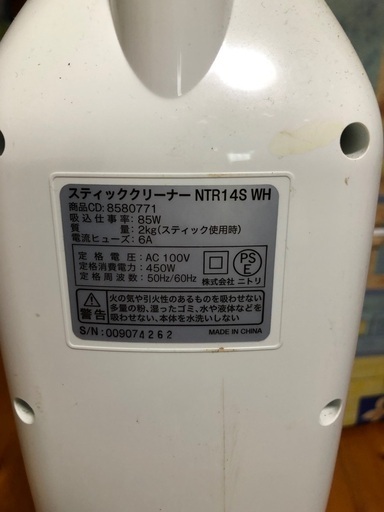 スティッククリーナー NTR14S WH
商品CD: 8580771
吸込仕事率: 85W
質 量: 2kg(スティック使用時)
電流ヒューズ: 6A
定格電圧: AC 100V
定格消費電力: 450W
定格周波数: 50Hz/60Hz
PS
E
株式会社 ニトリ
警告
火の気や引火性のあるものを吸わせない
多量の粉、湿ったゴミ、水や液体などを
吸わせない、本体を水洗いしない
S/N: 009074262
MADE IN CHINA